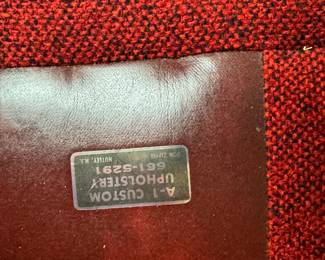 A-1 CUSTOM
UPHOLSTERY
661-5291
NUTLEY, N.J.